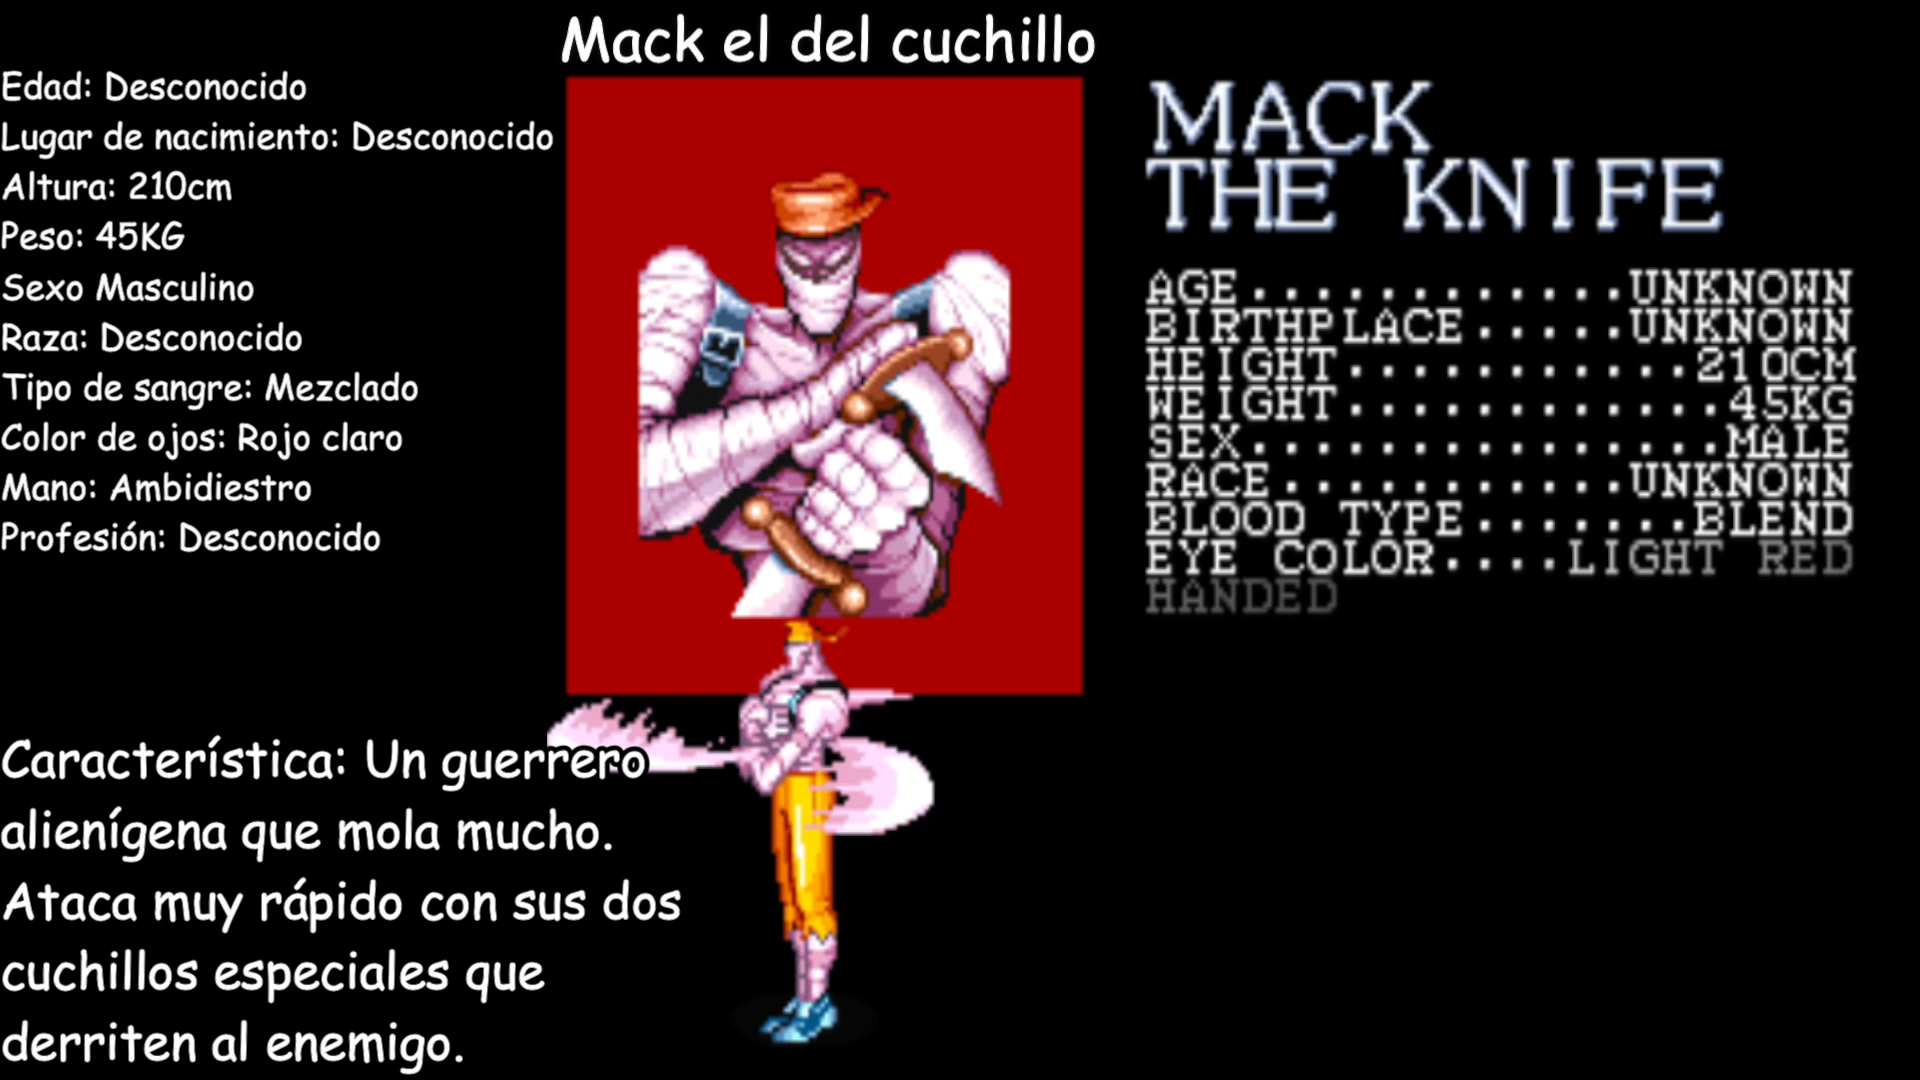 Mack el del cuchillo
Edad: Desconocido
Lugar de nacimiento: Desconocido
Altura: 210cm
Peso: 45KG
Sexo Masculino
Raza: Desconocido
Tipo de sangre: Mezclado
Color de ojos: Rojo claro
Mano: Ambidiestro
Profesión: Desconocido
Característica: Un guerrero
alienígena que mola mucho.
Ataca muy rápido con sus dos
cuchillos especiales que
derriten al enemigo.
MACK
THE KNIFE
AGE.............UNKNOWN
BIRTHPLACE.....UNKNOWN
HEIGHT...........210CM
WEIGHT............45KG
SEX...............MALE
RACE...........UNKNOWN
BLOOD TYPE.......BLEND
EYE COLOR....LIGHT RED
HANDED